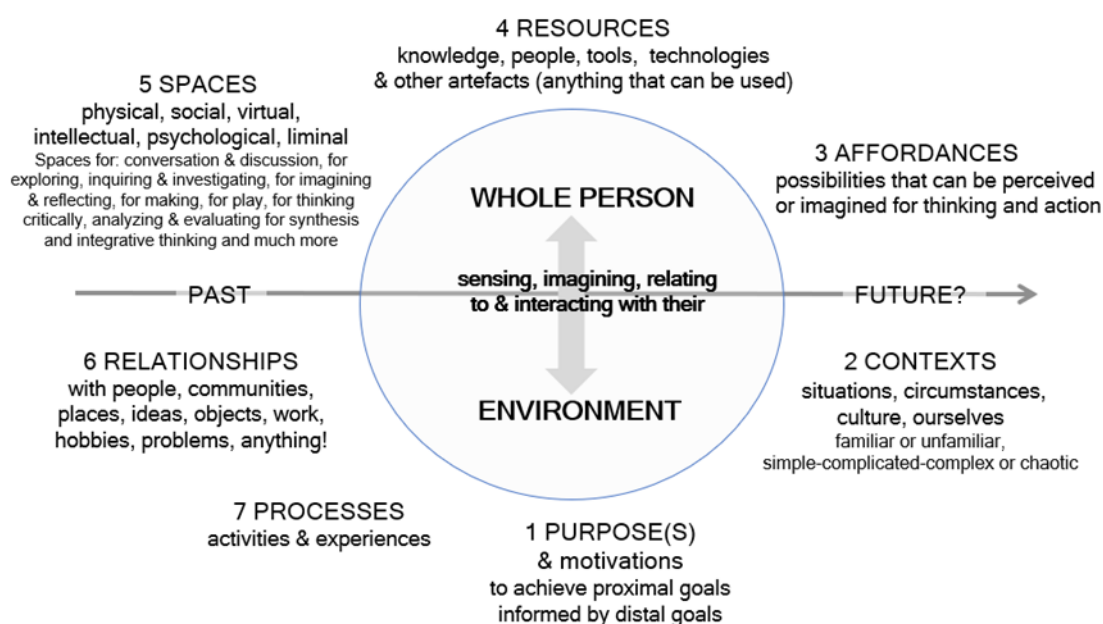 4 RESOURCES
knowledge, people, tools, technologies
& other artefacts (anything that can be used)
5 SPACES
physical, social, virtual,
intellectual, psychological, liminal
Spaces for: conversation & discussion, for
exploring, inquiring & investigating, for imagining
& reflecting, for making, for play, for thinking
critically, analyzing & evaluating for synthesis
and integrative thinking and much more
3 AFFORDANCES
possibilities that can be perceived
or imagined for thinking and action
WHOLE PERSON
sensing, imagining, relating
to & interacting with their
PAST
FUTURE?
ENVIRONMENT
6 RELATIONSHIPS
with people, communities,
places, ideas, objects, work,
hobbies, problems, anything!
2 CONTEXTS
situations, circumstances,
culture, ourselves
familiar or unfamiliar,
simple-complicated-complex or chaotic
7 PROCESSES
activities & experiences
1 PURPOSE(S)
& motivations
to achieve proximal goals
informed by distal goals